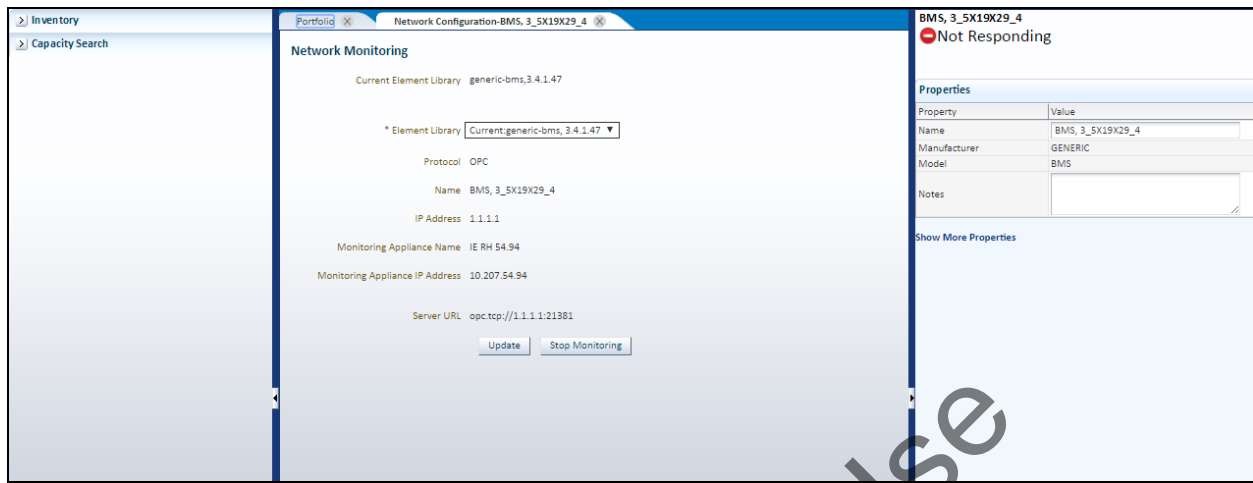 Inventory
Capacity Search
Portfolio
Network Configuration-BMS, 3_5X19X29_4
Network Monitoring
Current Element Library generic-bms,3.4.1.47
* Element Library Current:generic-bms, 3.4.1.47
Protocol OPC
Name BMS, 3_5X19X29_4
IP Address 1.1.1.1
Monitoring Appliance Name IE RH 54.94
Monitoring Appliance IP Address 10.207.54.94
Server URL opc.tcp://1.1.1.1:21381
Update Stop Monitoring
BMS, 3_5X19X29_4
Not Responding
Properties
Property Value
Name BMS, 3_5X19X29_4
Manufacturer GENERIC
Model BMS
Notes
Show More Properties